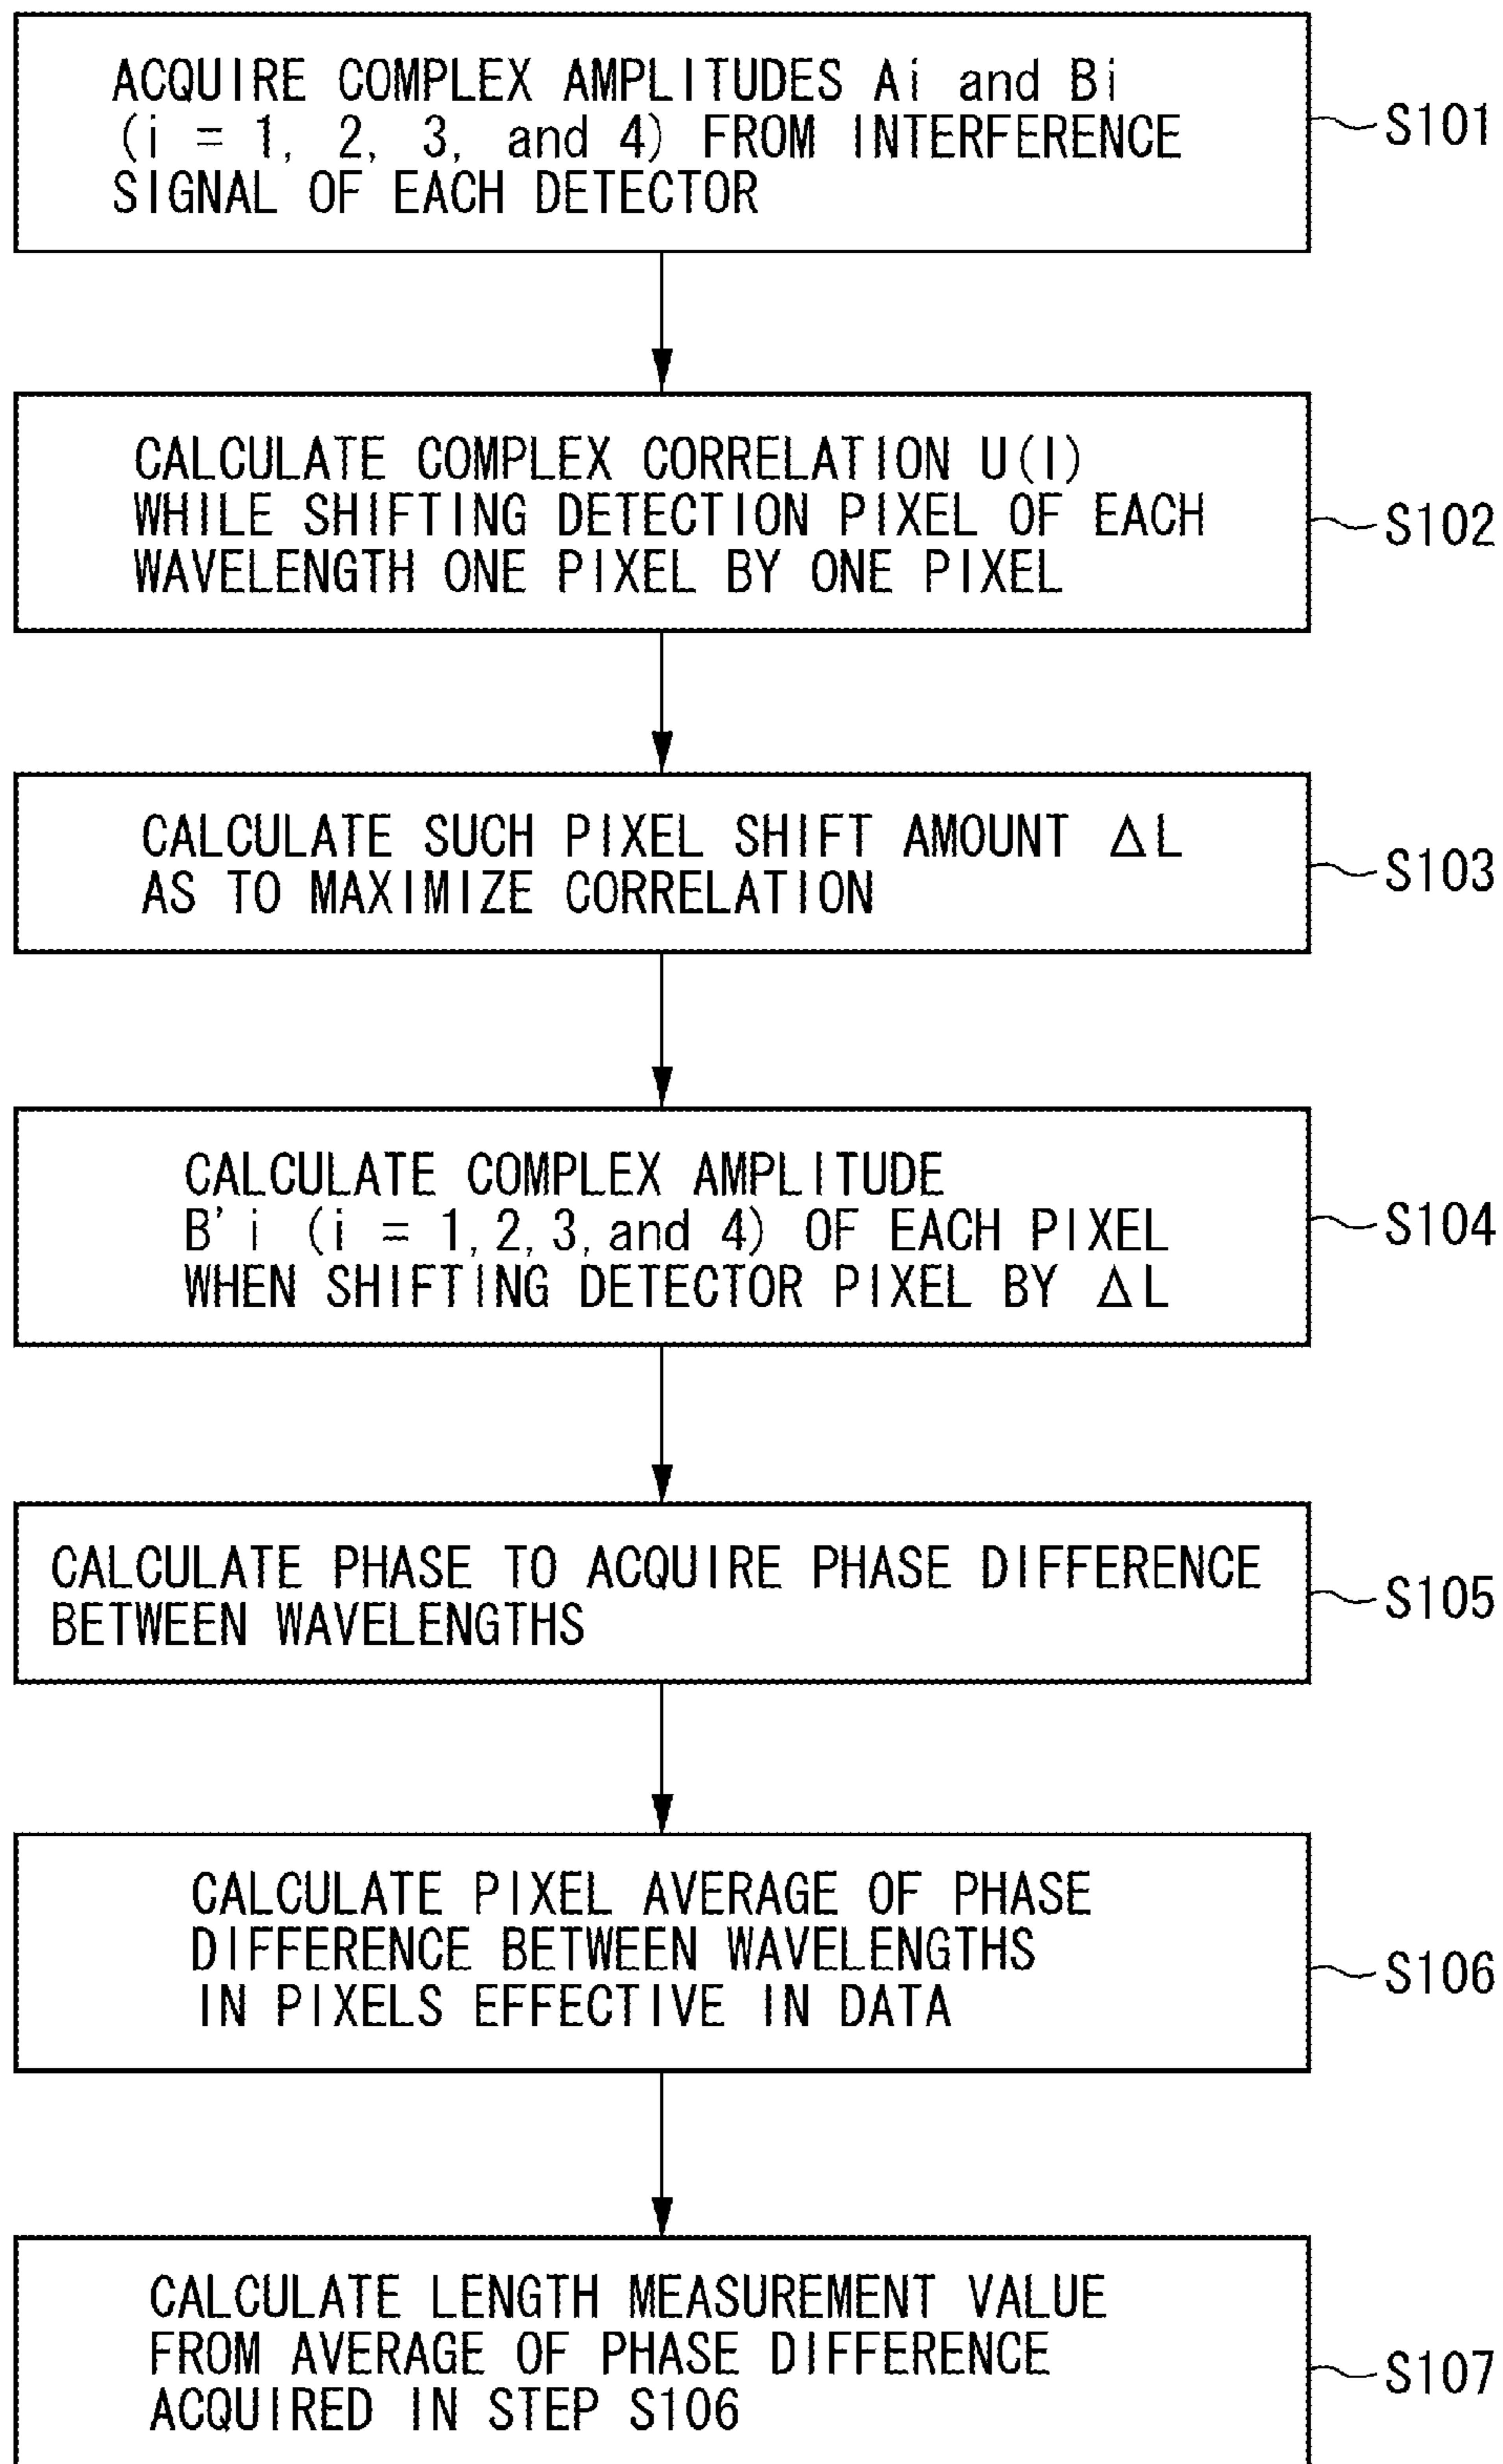 ACQUIRE COMPLEX AMPLITUDES Ai and Bi
(i = 1, 2, 3, and 4) FROM INTERFERENCE
SIGNAL OF EACH DETECTOR
S101
CALCULATE COMPLEX CORRELATION U(l)
WHILE SHIFTING DETECTION PIXEL OF EACH
WAVELENGTH ONE PIXEL BY ONE PIXEL
S102
CALCULATE SUCH PIXEL SHIFT AMOUNT ΔL
AS TO MAXIMIZE CORRELATION
S103
CALCULATE COMPLEX AMPLITUDE
B'i (i = 1,2,3,and 4) OF EACH PIXEL
WHEN SHIFTING DETECTOR PIXEL BY ΔL
S104
CALCULATE PHASE TO ACQUIRE PHASE DIFFERENCE
BETWEEN WAVELENGTHS
S105
CALCULATE PIXEL AVERAGE OF PHASE
DIFFERENCE BETWEEN WAVELENGTHS
IN PIXELS EFFECTIVE IN DATA
S106
CALCULATE LENGTH MEASUREMENT VALUE
FROM AVERAGE OF PHASE DIFFERENCE
ACQUIRED IN STEP S106
S107